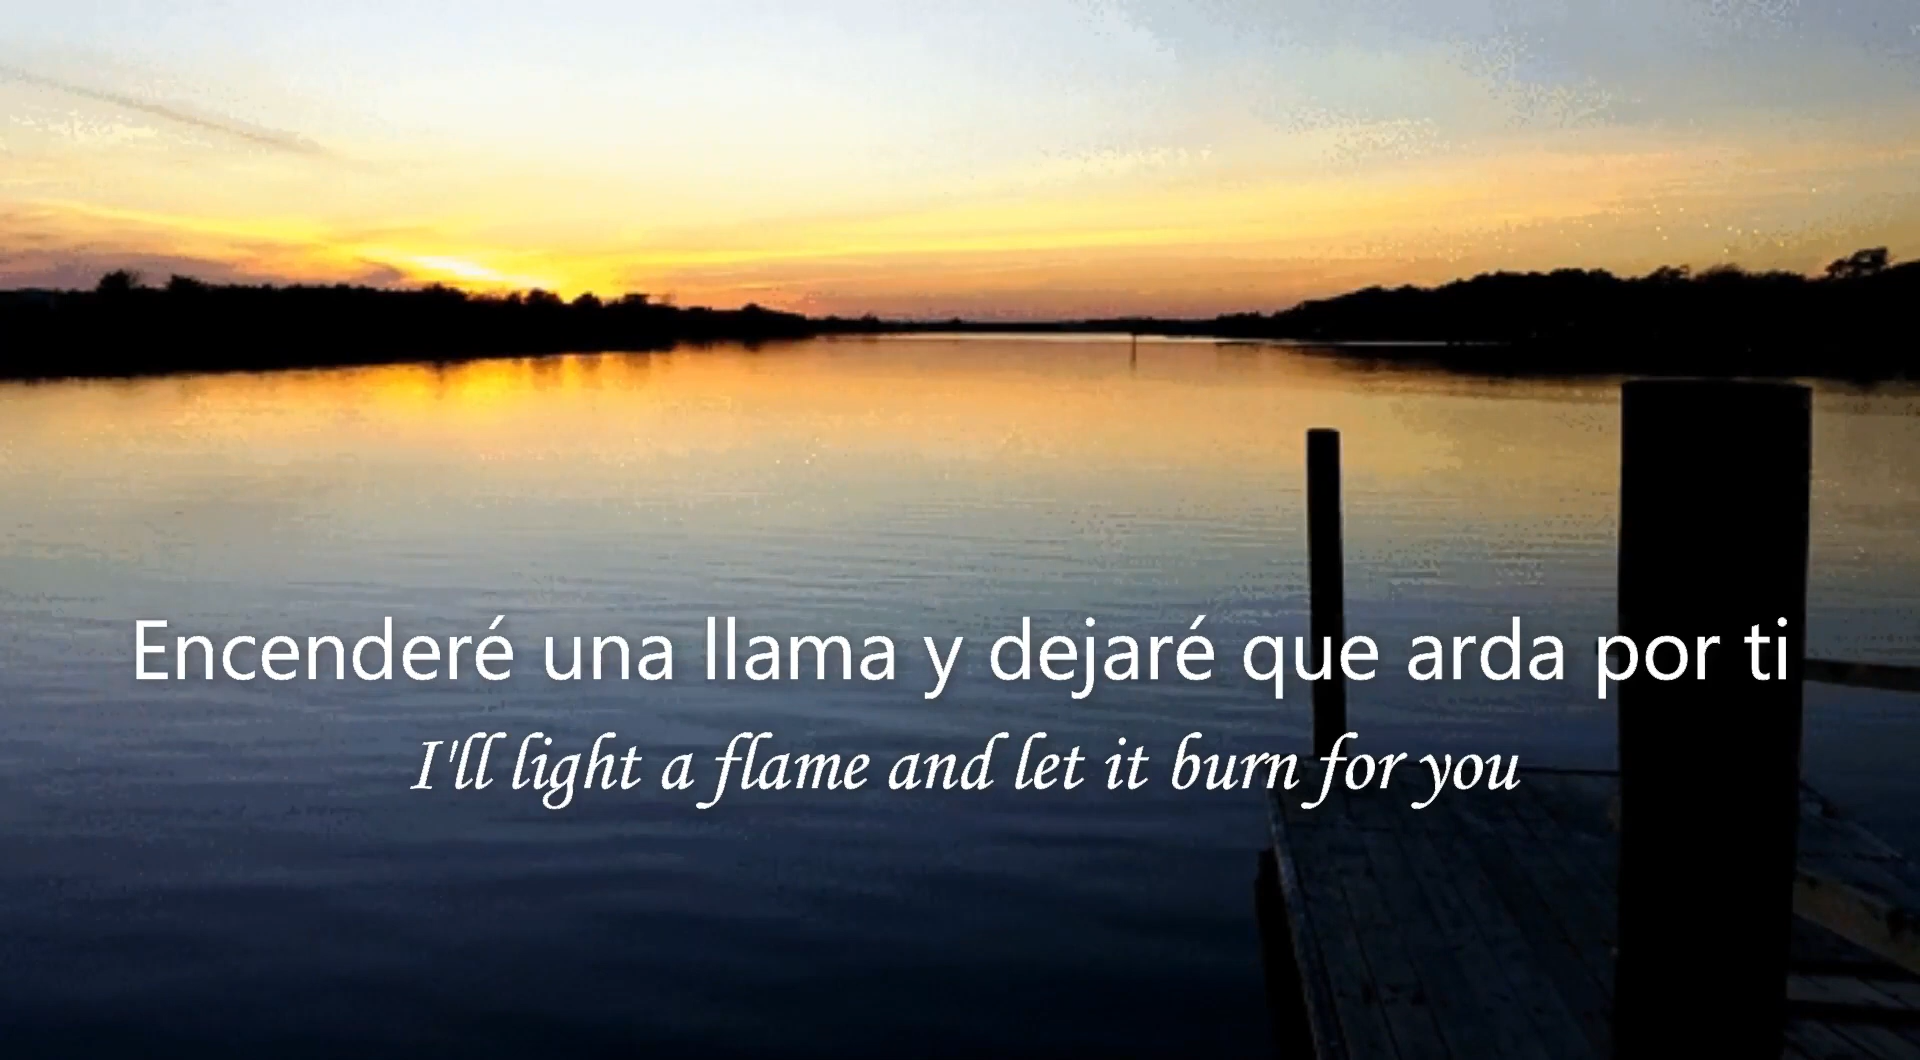 Encenderé una llama y dejaré que arda por ti
I'll light a flame and let it burn for you